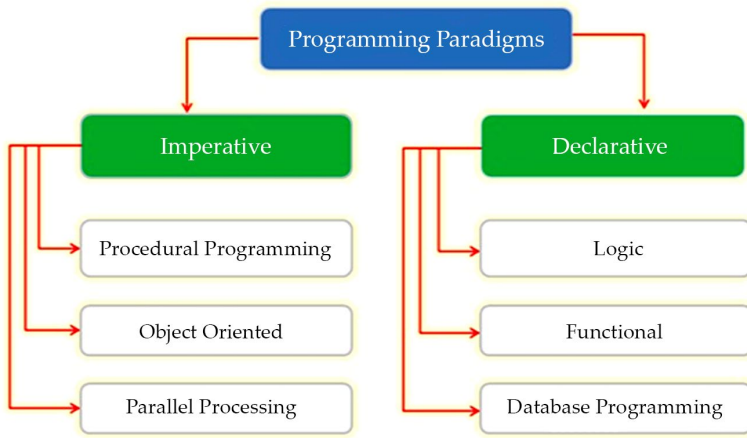 Programming Paradigms
Imperative
Declarative
Procedural Programming
Logic
Object Oriented
Functional
Parallel Processing
Database Programming